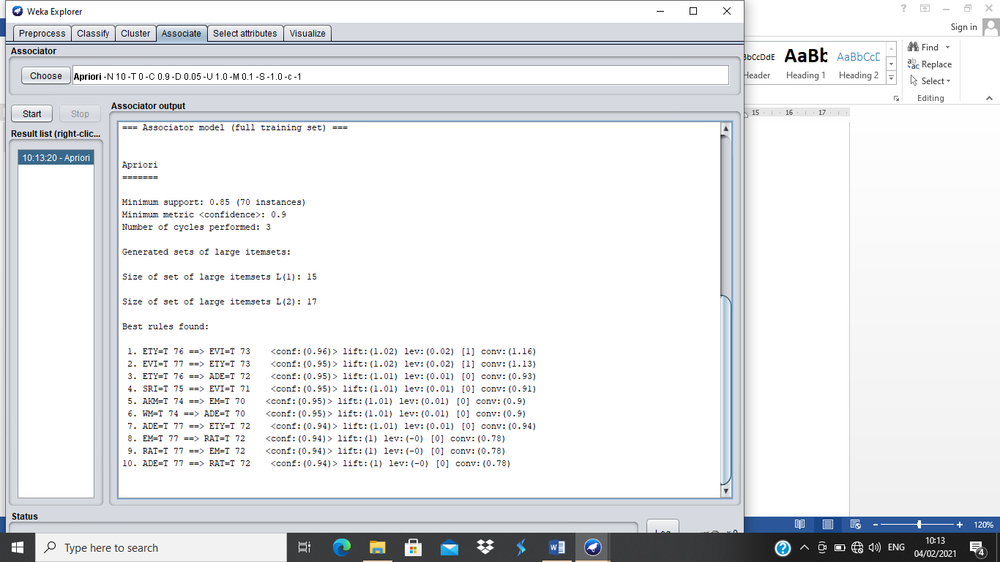 Weka Explorer
Sign in
Preprocess Classify Cluster Associate Select attributes Visualize
Associator
Choose Apriori -N 10 -T 0 -C 0.9 -D 0.05 -U 1.0 -M 0.1 -S -1.0 -c -1
Start Stop
Associator output
Result list (right-clic...
10:13:20 - Apriori
=== Associator model (full training set) ===
Apriori
=======
Minimum support: 0.85 (70 instances)
Minimum metric <confidence>: 0.9
Number of cycles performed: 3
Generated sets of large itemsets:
Size of set of large itemsets L(1): 15
Size of set of large itemsets L(2): 17
Best rules found:
1. ETY=T 76 ==> EVI=T 73 <conf:(0.96)> lift:(1.02) lev:(0.02) [1] conv:(1.16)
2. EVI=T 77 ==> ETY=T 73 <conf:(0.95)> lift:(1.02) lev:(0.02) [1] conv:(1.13)
3. ETY=T 76 ==> ADE=T 72 <conf:(0.95)> lift:(1.01) lev:(0.01) [0] conv:(0.93)
4. SRI=T 75 ==> EVI=T 71 <conf:(0.95)> lift:(1.01) lev:(0.01) [0] conv:(0.91)
5. AKM=T 74 ==> EM=T 70 <conf:(0.95)> lift:(1.01) lev:(0.01) [0] conv:(0.9)
6. WM=T 74 ==> ADE=T 70 <conf:(0.95)> lift:(1.01) lev:(0.01) [0] conv:(0.9)
7. ADE=T 77 ==> ETY=T 72 <conf:(0.94)> lift:(1.01) lev:(0.01) [0] conv:(0.94)
8. EM=T 77 ==> RAT=T 72 <conf:(0.94)> lift:(1) lev:(-0) [0] conv:(0.78)
9. RAT=T 77 ==> EM=T 72 <conf:(0.94)> lift:(1) lev:(-0) [0] conv:(0.78)
10. ADE=T 77 ==> RAT=T 72 <conf:(0.94)> lift:(1) lev:(-0) [0] conv:(0.78)
Status
AaBb AaBbCcC
Header Heading 1 Heading 2
Find
Replace
Select
Editing
15 16 17
120%
Type here to search
ENG
10:13
04/02/2021
4